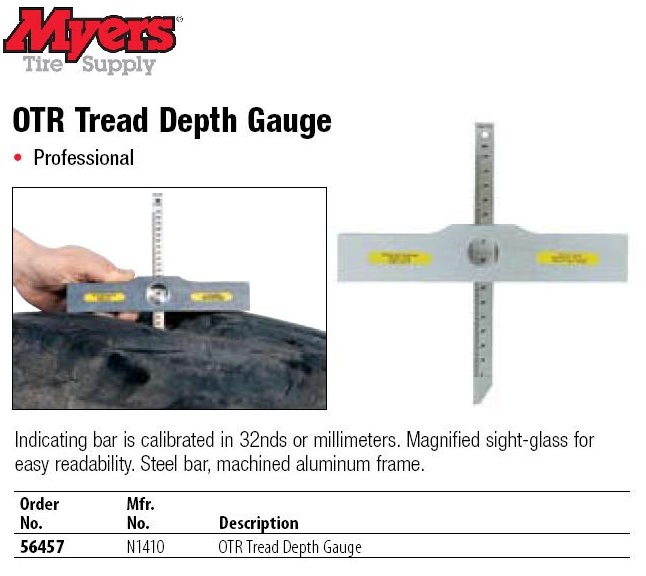 Myers®
Tire Supply
OTR Tread Depth Gauge
• Professional
Indicating bar is calibrated in 32nds or millimeters. Magnified sight-glass for
easy readability. Steel bar, machined aluminum frame.
Order Mfr.
No. No. Description
56457 N1410 OTR Tread Depth Gauge